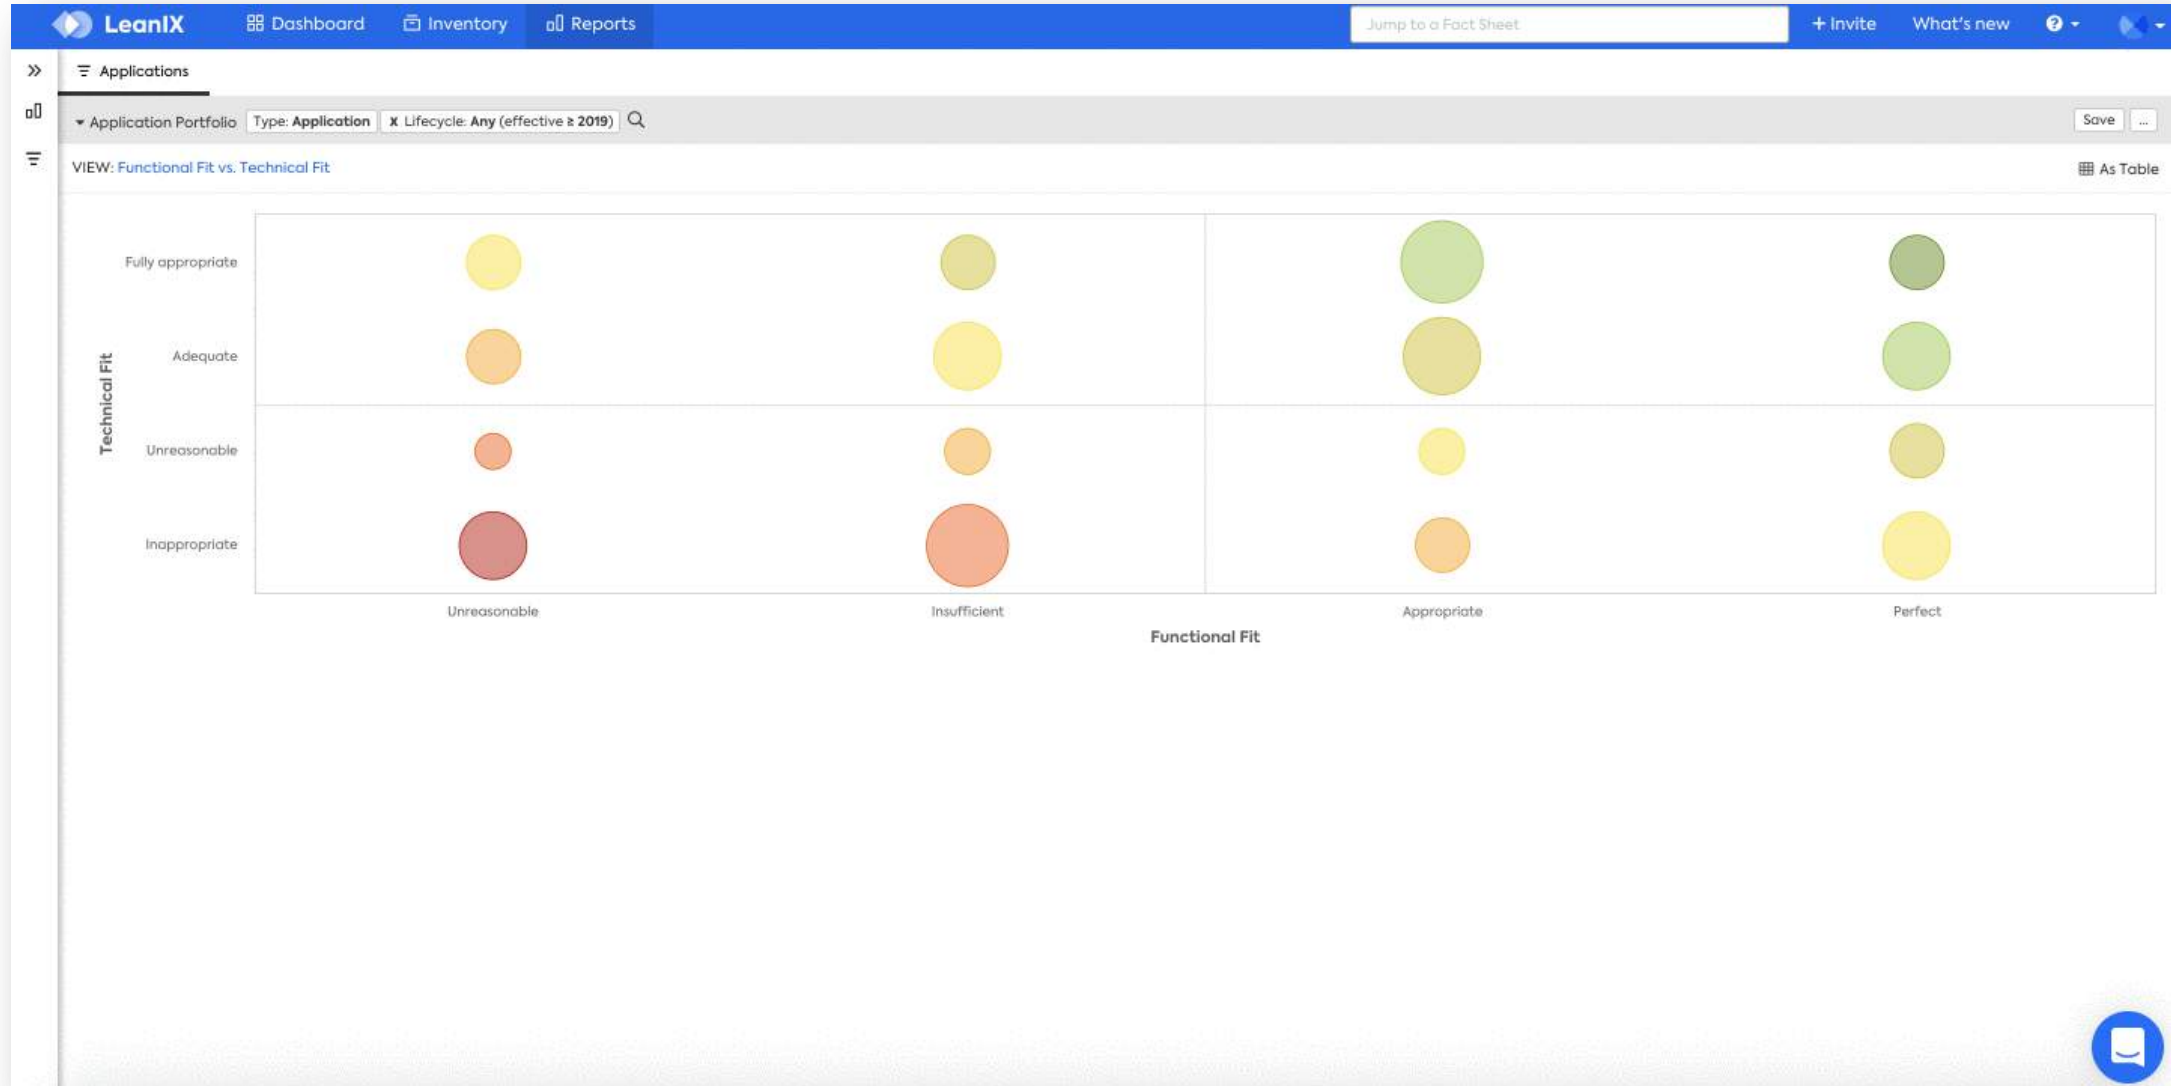 LeanIX Dashboard Inventory Reports Jump to a Fact Sheet + Invite What's new ?
Applications
Application Portfolio Type: Application x Lifecycle: Any (effective ≥ 2019) Save ...
VIEW: Functional Fit vs. Technical Fit As Table
Technical Fit
Fully appropriate
Adequate
Unreasonable
Inappropriate
Unreasonable Insufficient Appropriate Perfect
Functional Fit